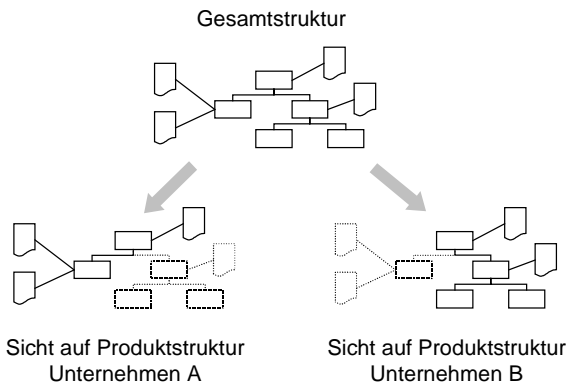 Gesamtstruktur
Sicht auf Produktstruktur
Unternehmen A
Sicht auf Produktstruktur
Unternehmen B